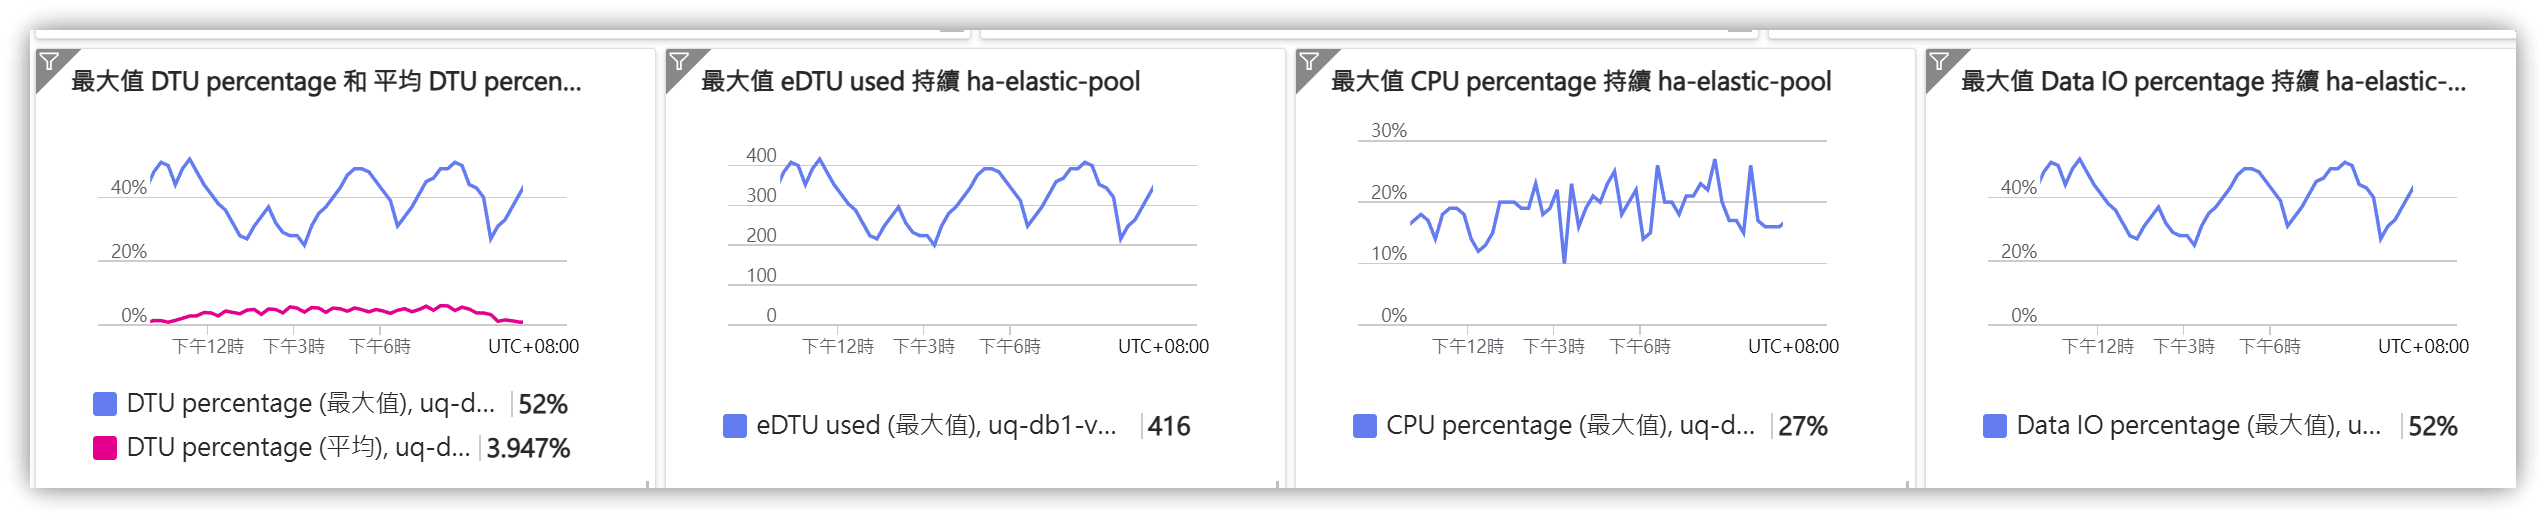 最大值 DTU percentage 和 平均 DTU percen...
40%
20%
0%
下午12時 下午3時 下午6時 UTC+08:00
DTU percentage (最大值), uq-d... 52%
DTU percentage (平均), uq-d... 3.947%
最大值 eDTU used 持續 ha-elastic-pool
400
300
200
100
0
下午12時 下午3時 下午6時 UTC+08:00
eDTU used (最大值), uq-db1-v... 416
最大值 CPU percentage 持續 ha-elastic-pool
30%
20%
10%
0%
下午12時 下午3時 下午6時 UTC+08:00
CPU percentage (最大值), uq-d... 27%
最大值 Data IO percentage 持續 ha-elastic-...
40%
20%
0%
下午12時 下午3時 下午6時 UTC+08:00
Data IO percentage (最大值), u... 52%